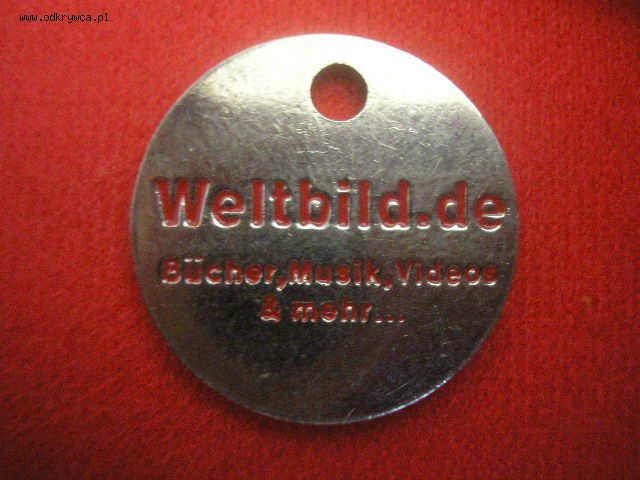 www.odkrywca.pl
Weltbild.de
Bücher,Musik,Videos
& mehr...